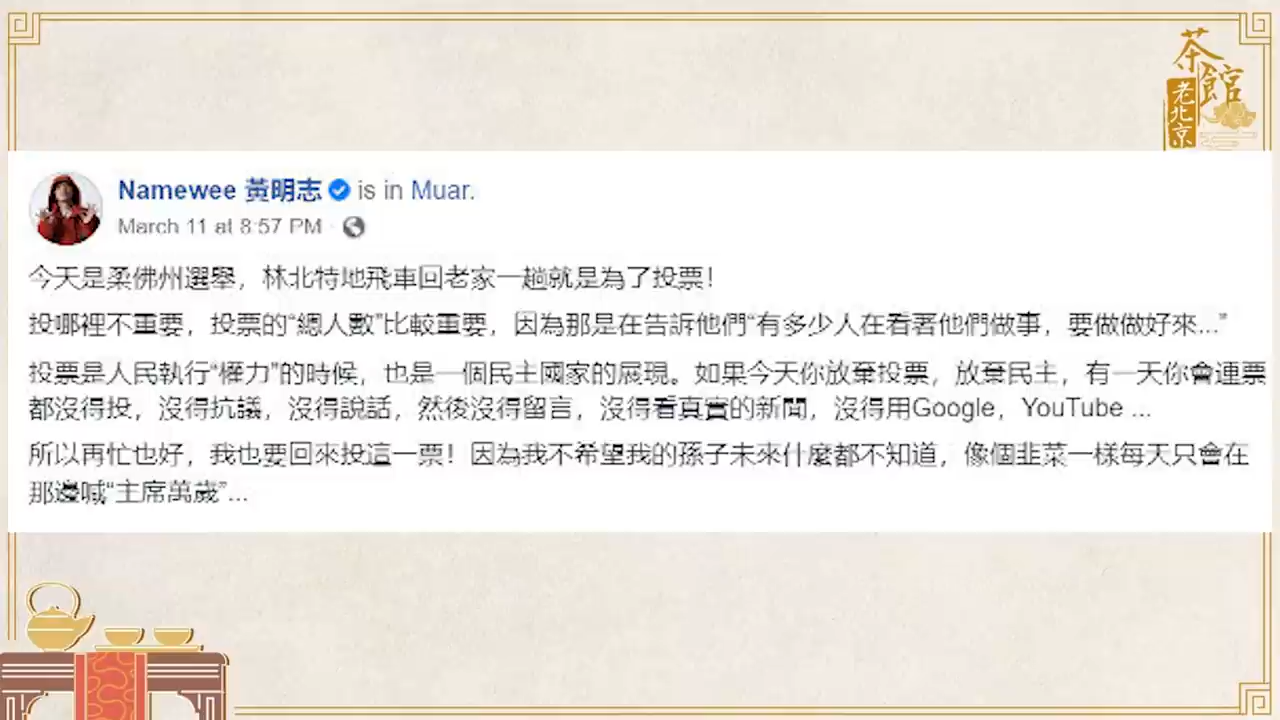 茶館
老北京
Namewee 黃明志 is in Muar.
March 11 at 8:57 PM ·
今天是柔佛州選舉，林北特地飛車回老家一趟就是為了投票！
投哪裡不重要，投票的“總人數”比較重要，因為那是在告訴他們“有多少人在看著他們做事，要做做好來...”
投票是人民執行“權力”的時候，也是一個民主國家的展現。如果今天你放棄投票，放棄民主，有一天你會連票
都沒得投，沒得抗議，沒得說話，然後沒得留言，沒得看真實的新聞，沒得用Google，YouTube ...
所以再忙也好，我也要回來投這一票！因為我不希望我的孫子未來什麼都不知道，像個韭菜一樣每天只會在
那邊喊“主席萬歲”...